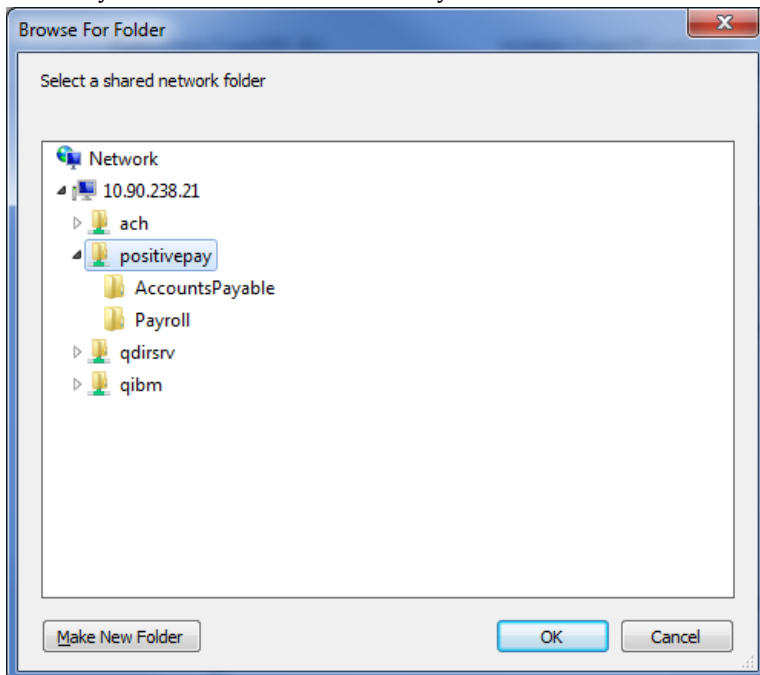 Browse For Folder
Select a shared network folder
Network
10.90.238.21
ach
positivepay
AccountsPayable
Payroll
qdirsrv
qibm
Make New Folder OK Cancel